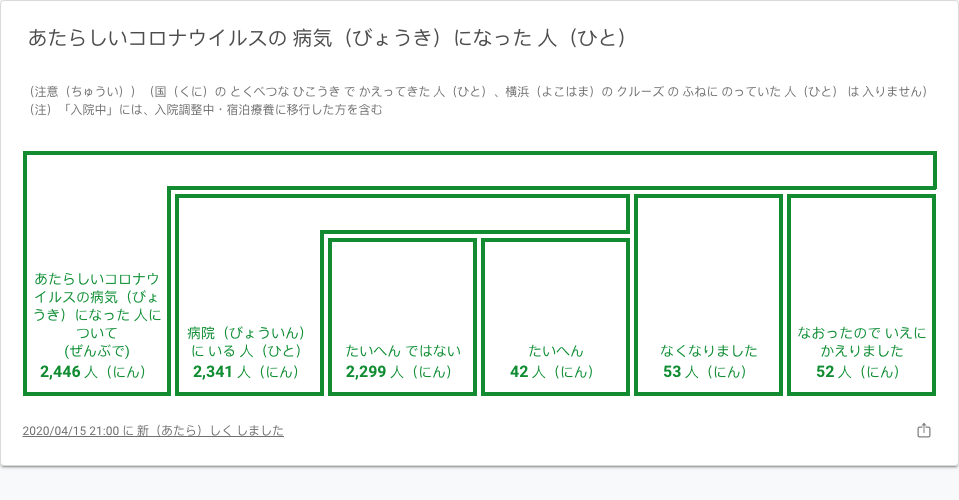 あたらしいコロナウイルスの 病気（びょうき）になった 人（ひと）
（注意（ちゅうい））（国（くに）の とくべつな ひこうき で かえってきた 人（ひと）、横浜（よこはま）の クルーズ の ふねに のっていた 人（ひと） は 入りません）
（注）「入院中」には、入院調整中・宿泊療養に移行した方を含む
あたらしいコロナウ
イルスの病気（びょ
うき）になった 人に
ついて
(ぜんぶで)
2,446 人（にん）
病院（びょういん）
に いる 人（ひと）
2,341 人（にん）
たいへん ではない
2,299 人（にん）
たいへん
42 人（にん）
なくなりました
53 人（にん）
なおったので いえに
かえりました
52 人（にん）
2020/04/15 21:00 に 新（あたら）しく しました